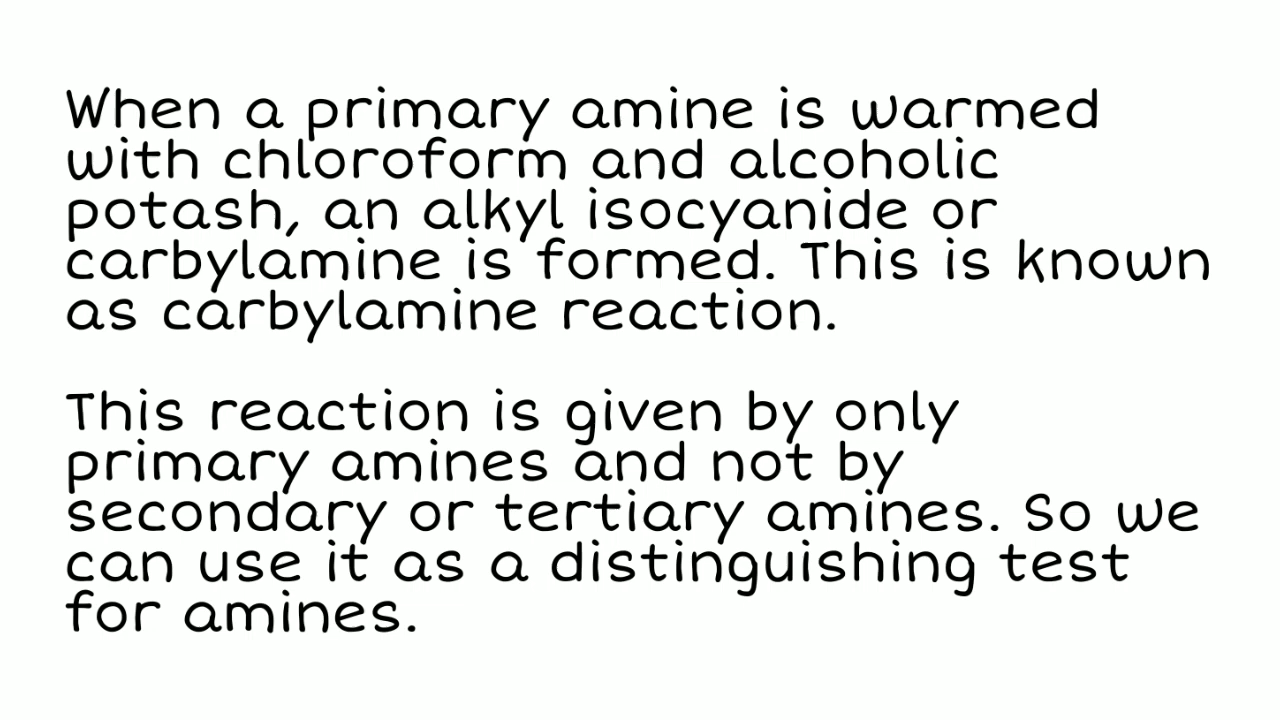 When a primary amine is warmed
with chloroform and alcoholic
potash, an alkyl isocyanide or
carbylamine is formed. This is known
as carbylamine reaction.
This reaction is given by only
primary amines and not by
secondary or tertiary amines. So we
can use it as a distinguishing test
for amines.